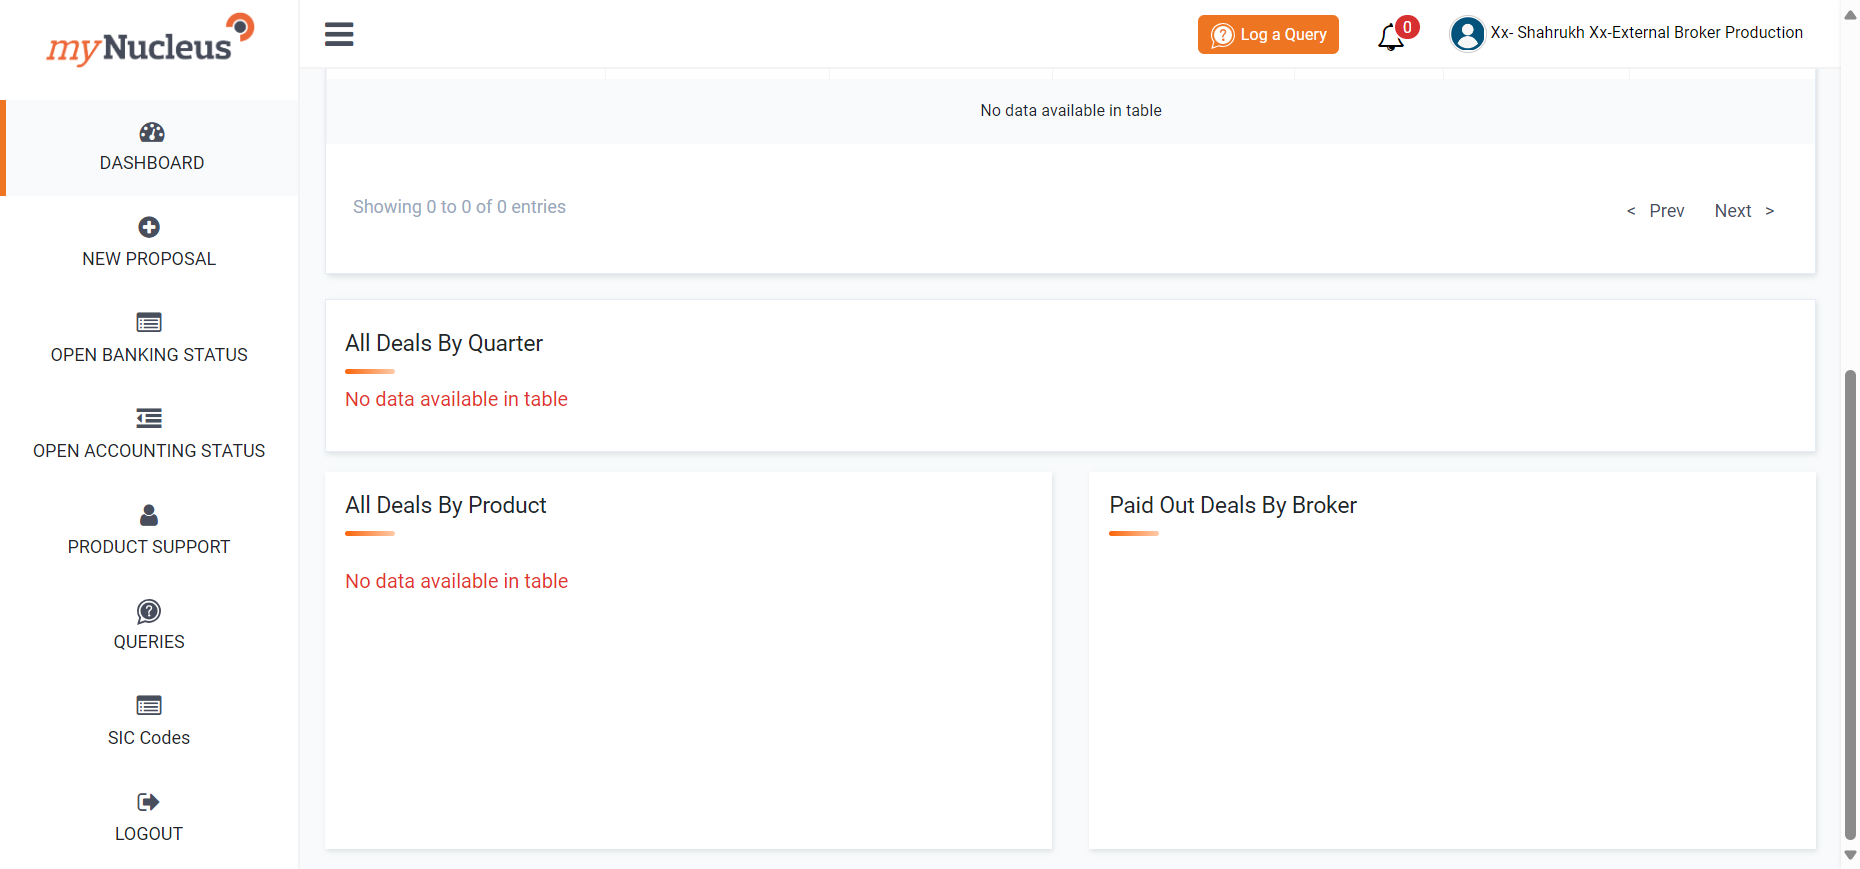 myNucleus
Log a Query
0
Xx- Shahrukh Xx-External Broker Production
DASHBOARD
NEW PROPOSAL
OPEN BANKING STATUS
OPEN ACCOUNTING STATUS
PRODUCT SUPPORT
QUERIES
SIC Codes
LOGOUT
No data available in table
Showing 0 to 0 of 0 entries
< Prev Next >
All Deals By Quarter
No data available in table
All Deals By Product
No data available in table
Paid Out Deals By Broker